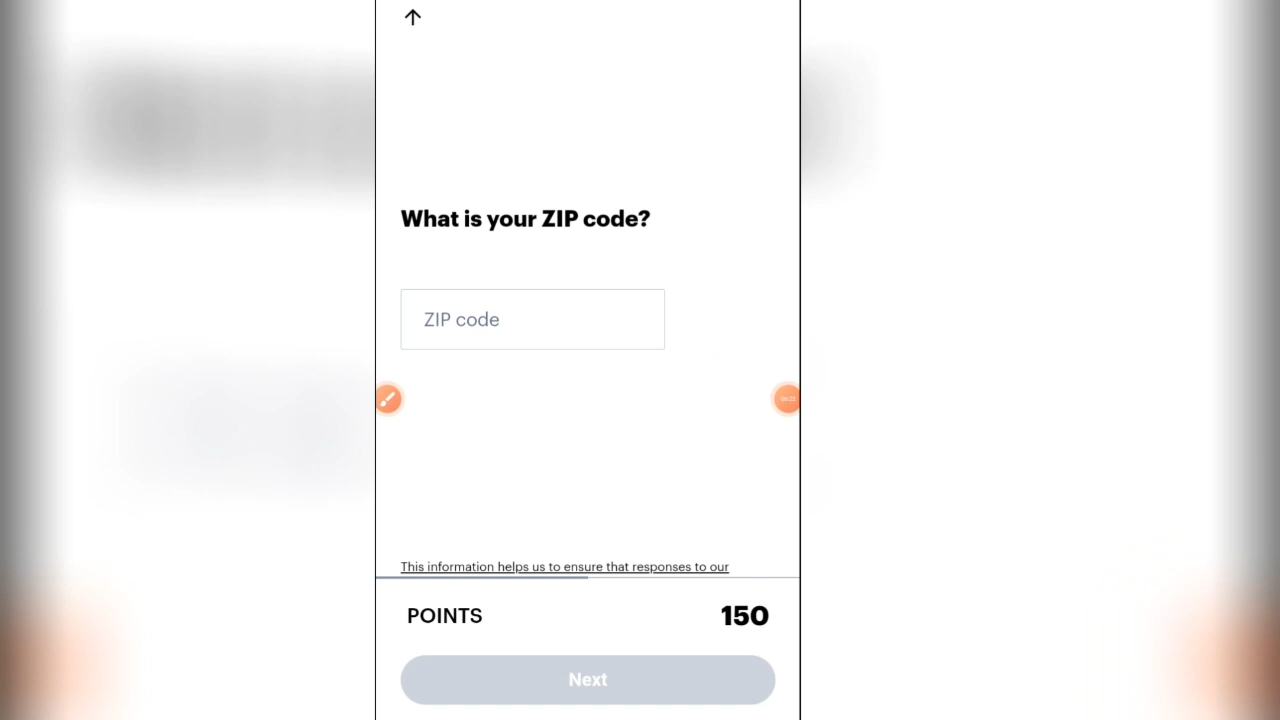 What is your ZIP code?
ZIP code
This information helps us to ensure that responses to our
POINTS 150
Next